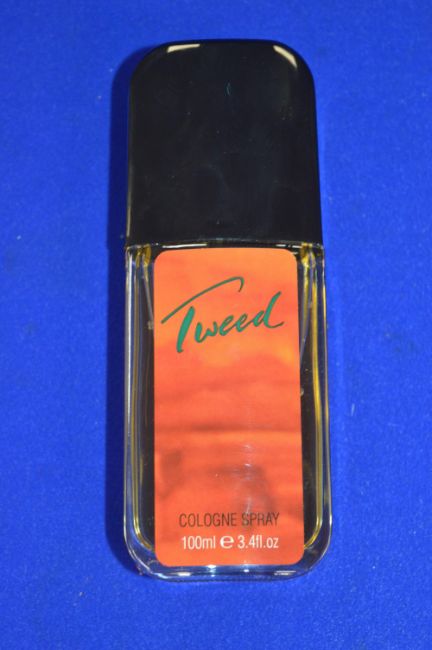 Tweed
COLOGNE SPRAY
100ml ℮ 3.4fl.oz